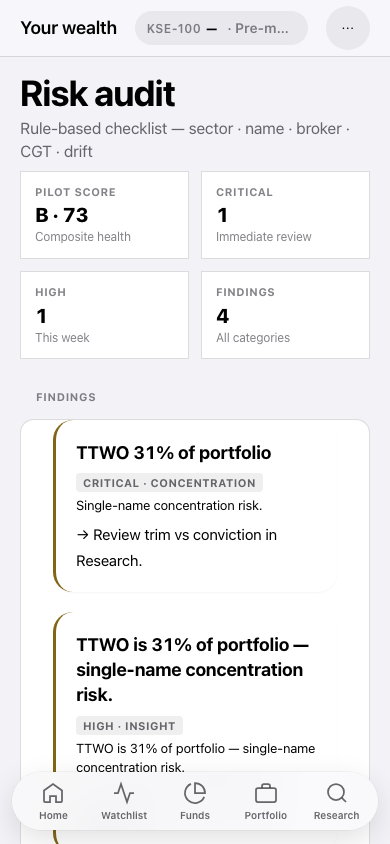 Your wealth
KSE-100 — · Pre-m...
...
Risk audit
Rule-based checklist — sector · name · broker ·
CGT · drift
PILOT SCORE
B · 73
Composite health
CRITICAL
1
Immediate review
HIGH
1
This week
FINDINGS
4
All categories
FINDINGS
TTWO 31% of portfolio
CRITICAL · CONCENTRATION
Single-name concentration risk.
→ Review trim vs conviction in
Research.
TTWO is 31% of portfolio —
single-name concentration
risk.
HIGH · INSIGHT
TTWO is 31% of portfolio — single-name
concentration risk.
Home
Watchlist
Funds
Portfolio
Research